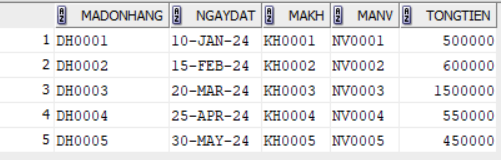 MADONHANG NGAYDAT MAKH MANV TONGTIEN
1 DH0001 10-JAN-24 KH0001 NV0001 500000
2 DH0002 15-FEB-24 KH0002 NV0002 600000
3 DH0003 20-MAR-24 KH0003 NV0003 1500000
4 DH0004 25-APR-24 KH0004 NV0004 550000
5 DH0005 30-MAY-24 KH0005 NV0005 450000